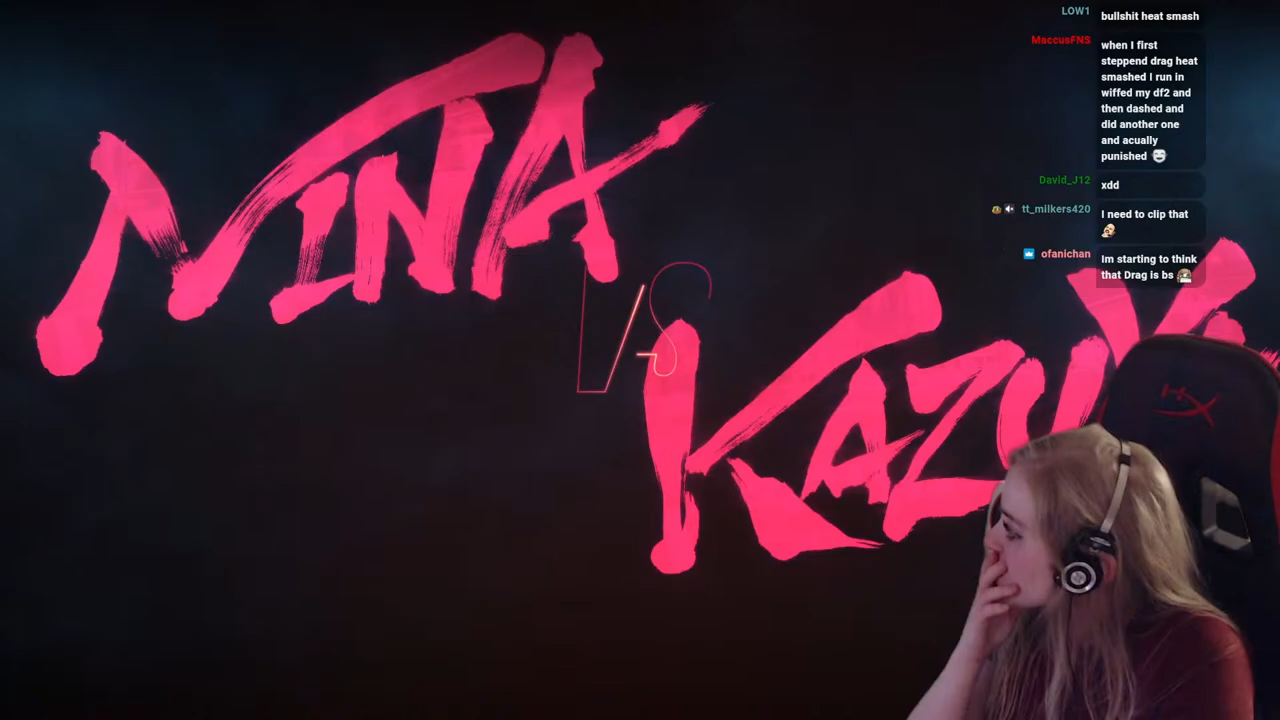 NINA
VS
KAZUY
LOW1
bullshit heat smash
MaccusFNS
when I first
steppend drag heat
smashed I run in
wiffed my df2 and
then dashed and
did another one
and acually
punished
David_J12
xdd
tt_milkers420
I need to clip that
ofanichan
Im starting to think
that Drag is bs
HX